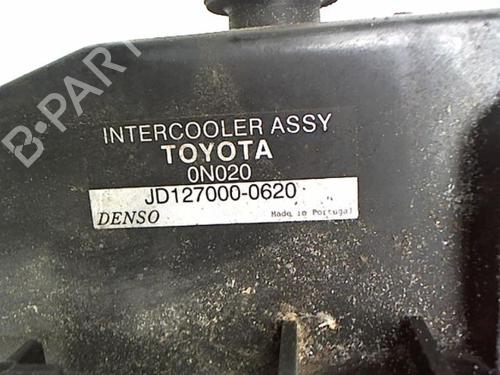 B-PARTS
INTERCOOLER ASSY
TOYOTA
0N020
JD127000-0620
DENSO Made in Portugal